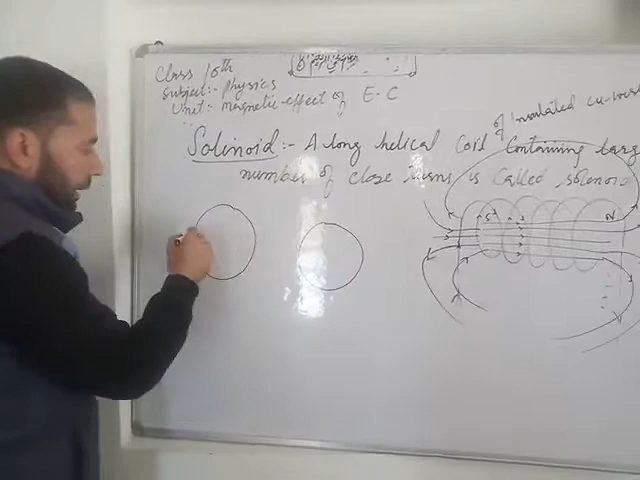 Class 10th
Subject:- Physics
Unit:- magnetic effect of E-C
Solinoid:- A long helical coil containing larg
of Insulated cu-wire
number of close turns is called solenoid
S N